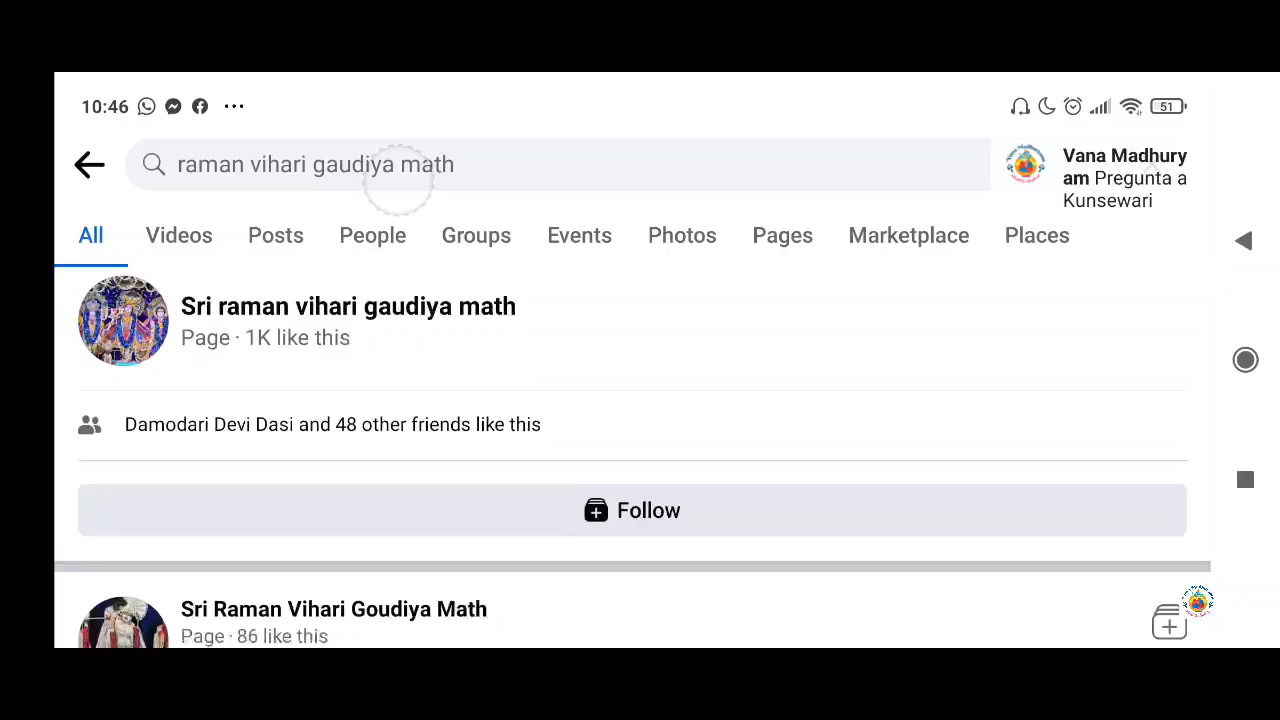 10:46 51
raman vihari gaudiya math
Vana Madhury
am Pregunta a
Kunsewari
All Videos Posts People Groups Events Photos Pages Marketplace Places
Sri raman vihari gaudiya math
Page · 1K like this
Damodari Devi Dasi and 48 other friends like this
Follow
Sri Raman Vihari Goudiya Math
Page · 86 like this